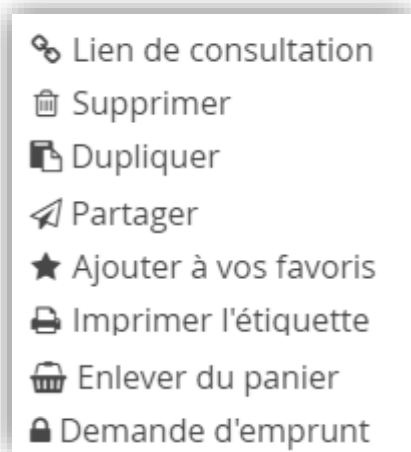 Lien de consultation
Supprimer
Dupliquer
Partager
Ajouter à vos favoris
Imprimer l'étiquette
Enlever du panier
Demande d'emprunt